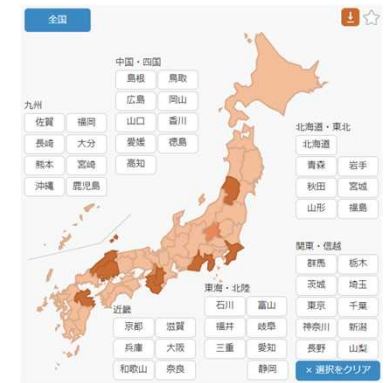 全国
中国・四国
島根 鳥取
広島 岡山
山口 香川
愛媛 徳島
高知
九州
佐賀 福岡
長崎 大分
熊本 宮崎
沖縄 鹿児島
北海道・東北
北海道
青森 岩手
秋田 宮城
山形 福島
関東・信越
群馬 栃木
茨城 埼玉
東京 千葉
神奈川 新潟
長野 山梨
× 選択をクリア
東海・北陸
石川 富山
福井 岐阜
三重 愛知
静岡
近畿
京都 滋賀
兵庫 大阪
和歌山 奈良